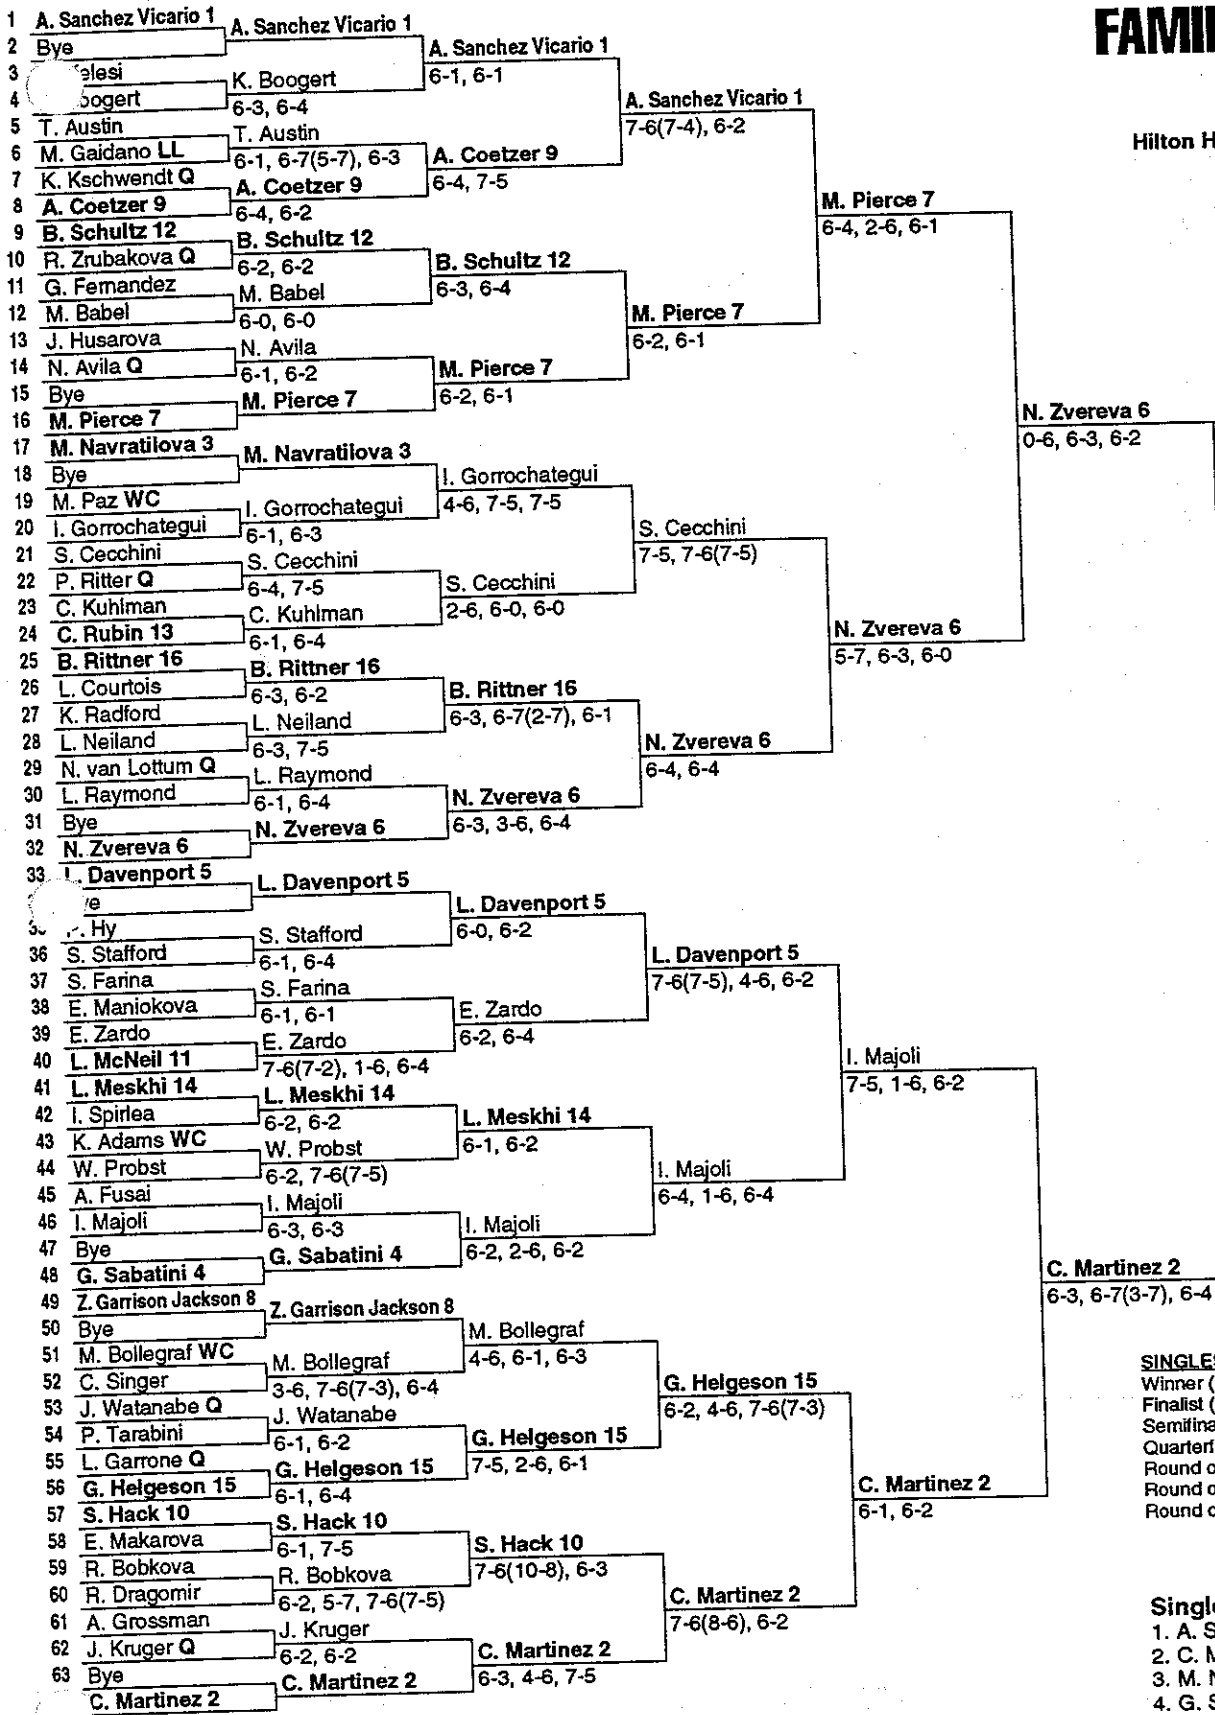 1 A. Sanchez Vicario 1
2 Bye
3 elesi
4 oogert
5 T. Austin
6 M. Gaidano LL
7 K. Kschwendt Q
8 A. Coetzer 9
9 B. Schultz 12
10 R. Zrubakova Q
11 G. Fernandez
12 M. Babel
13 J. Husarova
14 N. Avila Q
15 Bye
16 M. Pierce 7
17 M. Navratilova 3
18 Bye
19 M. Paz WC
20 I. Gorrochategui
21 S. Cecchini
22 P. Ritter Q
23 C. Kuhlman
24 C. Rubin 13
25 B. Rittner 16
26 L. Courtois
27 K. Radford
28 L. Neiland
29 N. van Lottum Q
30 L. Raymond
31 Bye
32 N. Zvereva 6
33 L. Davenport 5
ye
Hy
36 S. Stafford
37 S. Farina
38 E. Maniokova
39 E. Zardo
40 L. McNeil 11
41 L. Meskhi 14
42 I. Spirlea
43 K. Adams WC
44 W. Probst
45 A. Fusai
46 I. Majoli
47 Bye
48 G. Sabatini 4
49 Z. Garrison Jackson 8
50 Bye
51 M. Bollegraf WC
52 C. Singer
53 J. Watanabe Q
54 P. Tarabini
55 L. Garrone Q
56 G. Helgeson 15
57 S. Hack 10
58 E. Makarova
59 R. Bobkova
60 R. Dragomir
61 A. Grossman
62 J. Kruger Q
63 Bye
C. Martinez 2
A. Sanchez Vicario 1
K. Boogert
6-3, 6-4
T. Austin
6-1, 6-7(5-7), 6-3
A. Coetzer 9
6-4, 6-2
B. Schultz 12
6-2, 6-2
M. Babel
6-0, 6-0
N. Avila
6-1, 6-2
M. Pierce 7
M. Navratilova 3
I. Gorrochategui
6-1, 6-3
S. Cecchini
6-4, 7-5
C. Kuhlman
6-1, 6-4
B. Rittner 16
6-3, 6-2
L. Neiland
6-3, 7-5
L. Raymond
6-1, 6-4
N. Zvereva 6
L. Davenport 5
S. Stafford
6-1, 6-4
S. Farina
6-1, 6-1
E. Zardo
7-6(7-2), 1-6, 6-4
L. Meskhi 14
6-2, 6-2
W. Probst
6-2, 7-6(7-5)
I. Majoli
6-3, 6-3
G. Sabatini 4
Z. Garrison Jackson 8
M. Bollegraf
3-6, 7-6(7-3), 6-4
J. Watanabe
6-1, 6-2
G. Helgeson 15
6-1, 6-4
S. Hack 10
6-1, 7-5
R. Bobkova
6-2, 5-7, 7-6(7-5)
J. Kruger
6-2, 6-2
C. Martinez 2
A. Sanchez Vicario 1
6-1, 6-1
A. Coetzer 9
6-4, 7-5
B. Schultz 12
6-3, 6-4
M. Pierce 7
6-2, 6-1
I. Gorrochategui
4-6, 7-5, 7-5
S. Cecchini
2-6, 6-0, 6-0
B. Rittner 16
6-3, 6-7(2-7), 6-1
N. Zvereva 6
6-3, 3-6, 6-4
L. Davenport 5
6-0, 6-2
E. Zardo
6-2, 6-4
L. Meskhi 14
6-1, 6-2
I. Majoli
6-2, 2-6, 6-2
M. Bollegraf
4-6, 6-1, 6-3
G. Helgeson 15
7-5, 2-6, 6-1
S. Hack 10
7-6(10-8), 6-3
C. Martinez 2
6-3, 4-6, 7-5
A. Sanchez Vicario 1
7-6(7-4), 6-2
M. Pierce 7
6-2, 6-1
S. Cecchini
7-5, 7-6(7-5)
N. Zvereva 6
6-4, 6-4
L. Davenport 5
7-6(7-5), 4-6, 6-2
I. Majoli
6-4, 1-6, 6-4
G. Helgeson 15
6-2, 4-6, 7-6(7-3)
C. Martinez 2
7-6(8-6), 6-2
M. Pierce 7
6-4, 2-6, 6-1
N. Zvereva 6
5-7, 6-3, 6-0
I. Majoli
7-5, 1-6, 6-2
C. Martinez 2
6-1, 6-2
N. Zvereva 6
0-6, 6-3, 6-2
C. Martinez 2
6-3, 6-7(3-7), 6-4
FAMI
Hilton H
SINGLES
Winner (
Finalist (
Semifina
Quarterf
Round o
Round o
Round o
Singl
1. A. S
2. C. M
3. M. N
4. G. S